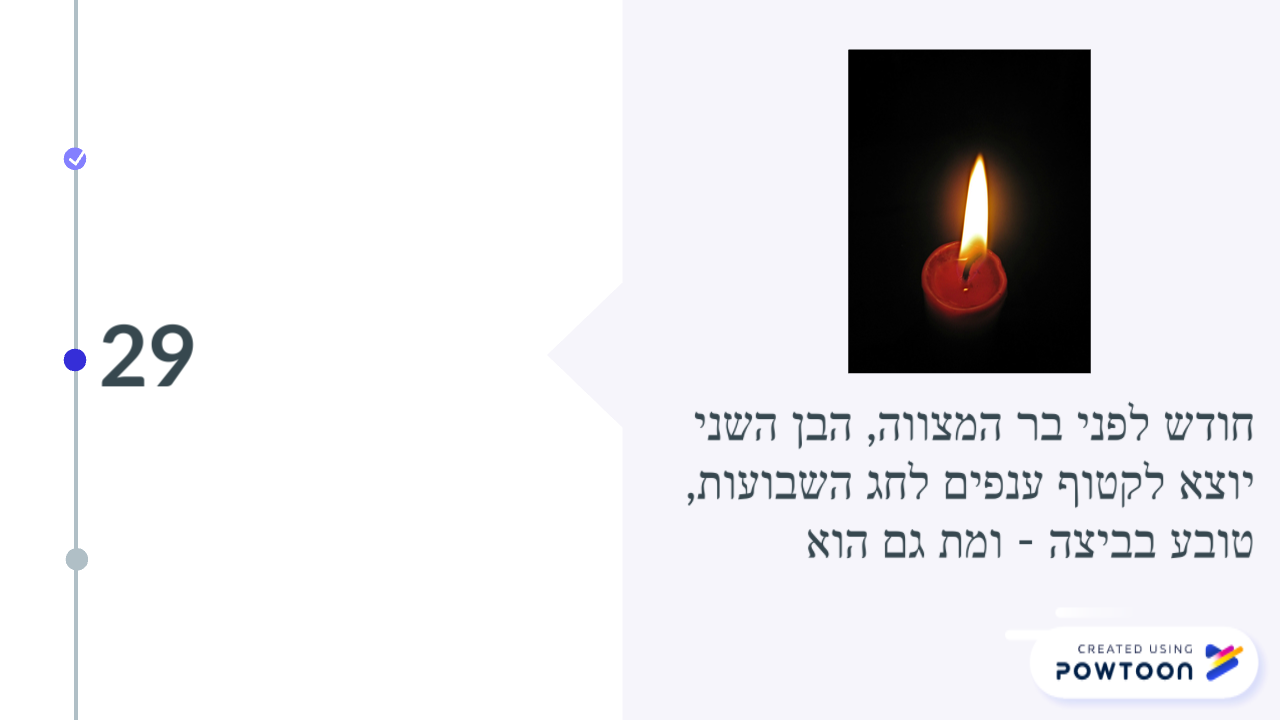 29
חודש לפני בר המצווה, הבן השני
יוצא לקטוף ענפים לחג השבועות,
טובע בביצה - ומת גם הוא
CREATED USING
POWTOON